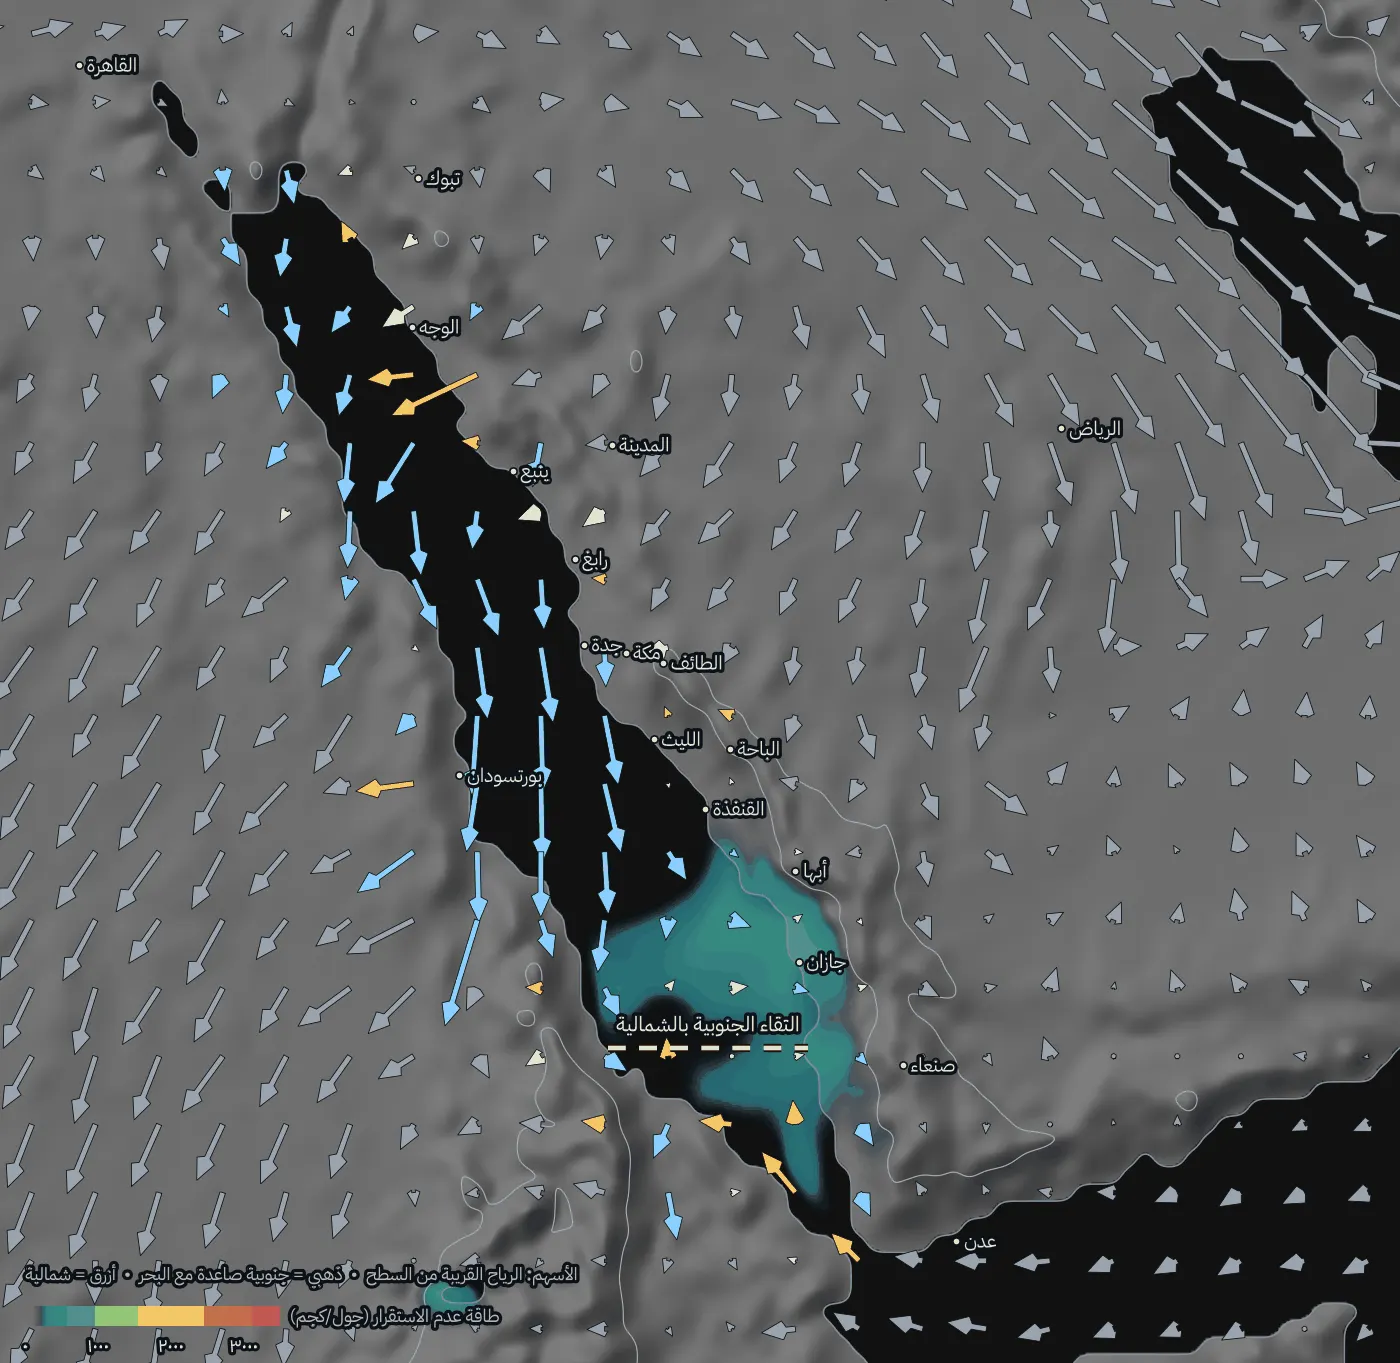 القاهرة
تبوك
الوجه
الرياض
المدينة
ينبع
رابغ
جدة
مكة
الطائف
الليث
الباحة
بورتسودان
القنفذة
أبها
جازان
التقاء الجنوبية بالشمالية
صنعاء
عدن
الأسهم: الرياح القريبة من السطح • ذهبي = جنوبية صاعدة مع البحر • أزرق = شمالية
طاقة عدم الاستقرار (جول/كجم)
٠ ١٠٠٠ ٢٠٠٠ ٣٠٠٠